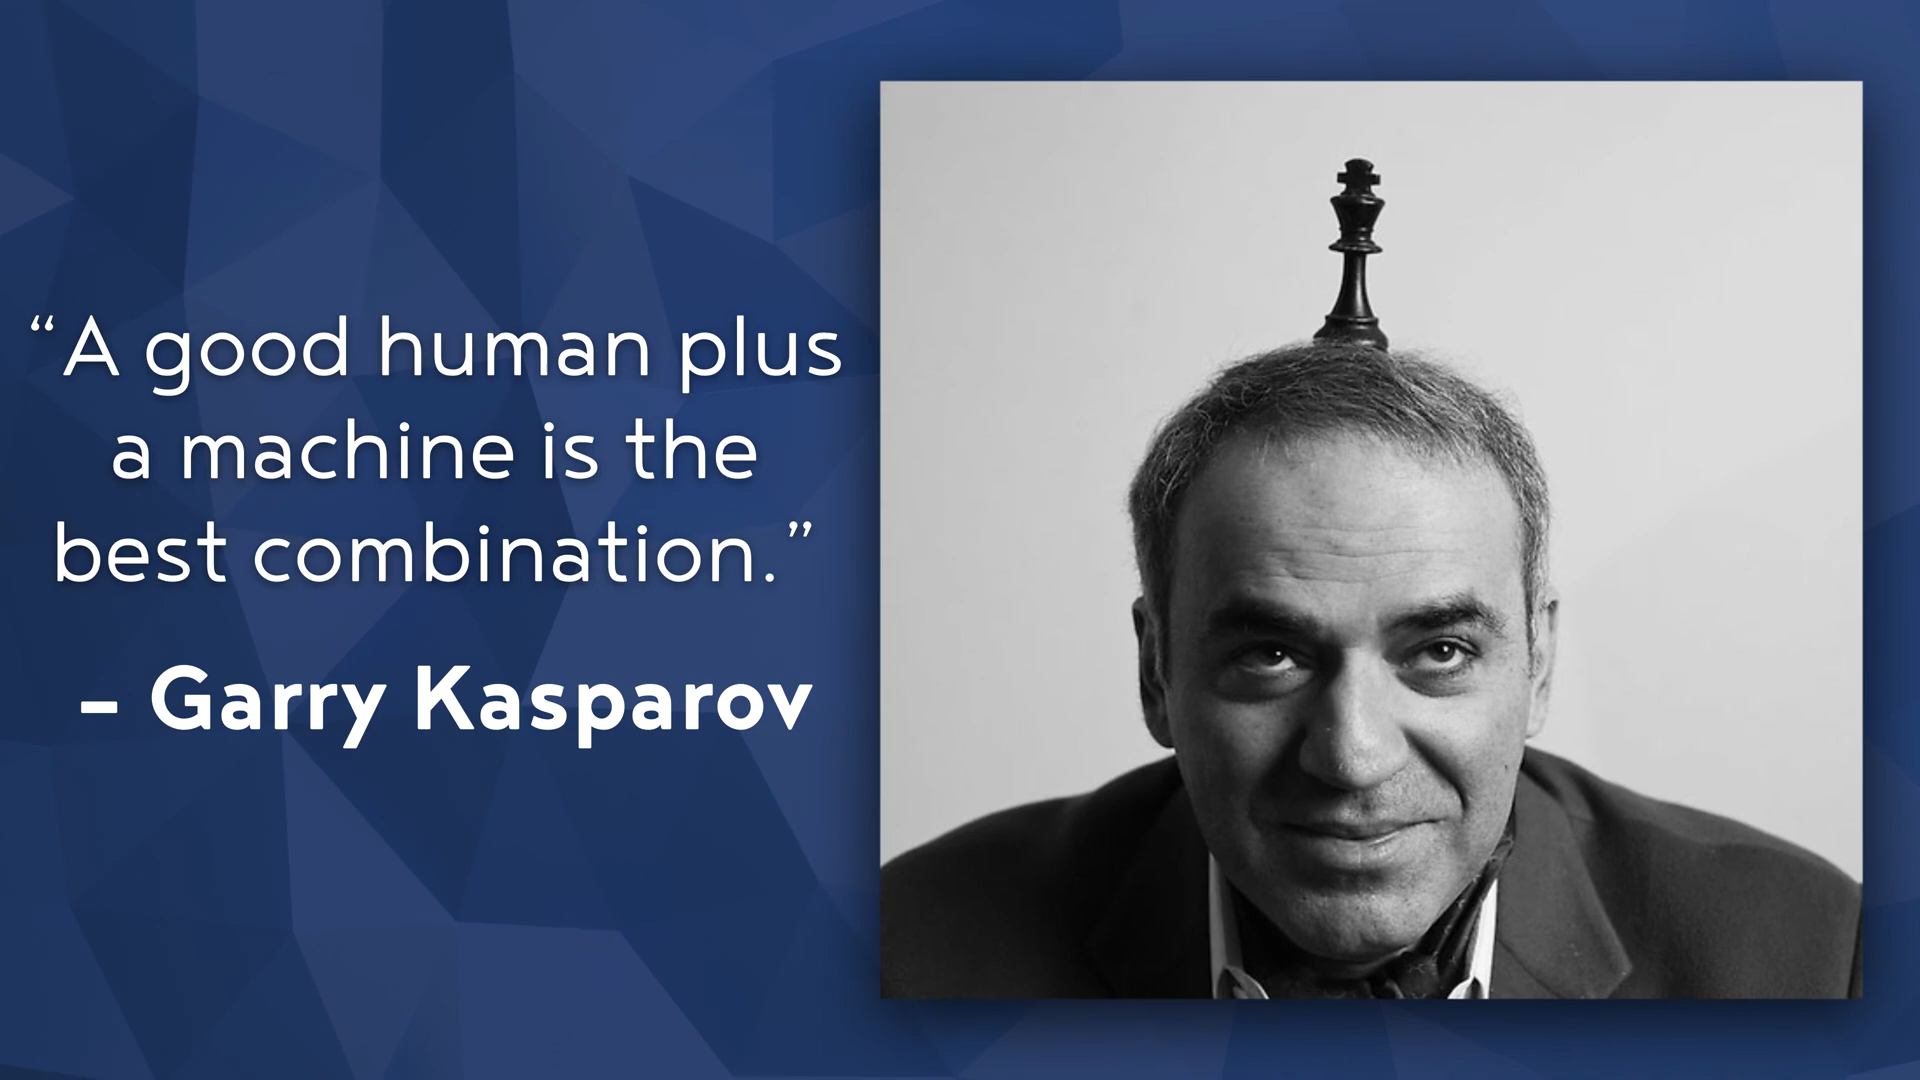 “A good human plus
a machine is the
best combination.”
– Garry Kasparov